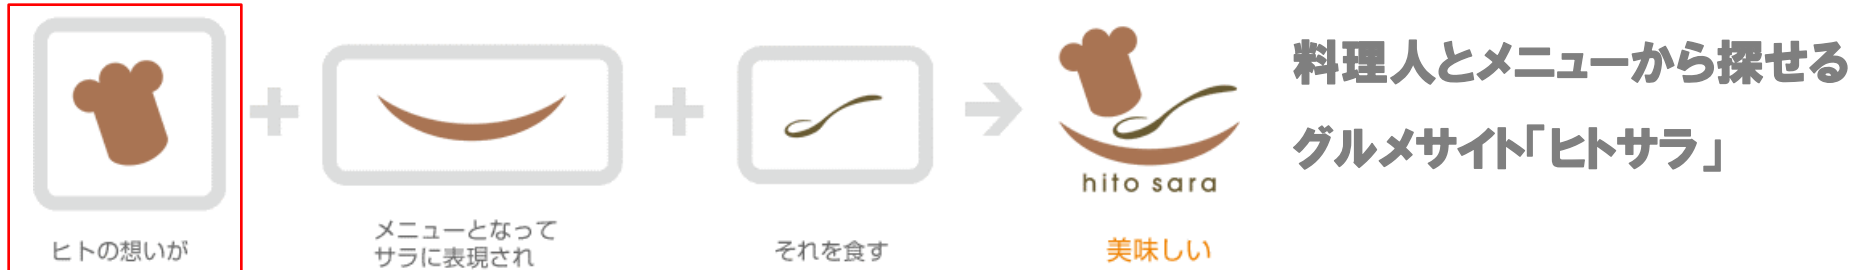 ヒトの想いが
メニューとなって
サラに表現され
それを食す
hito sara
美味しい
料理人とメニューから探せる
グルメサイト「ヒトサラ」